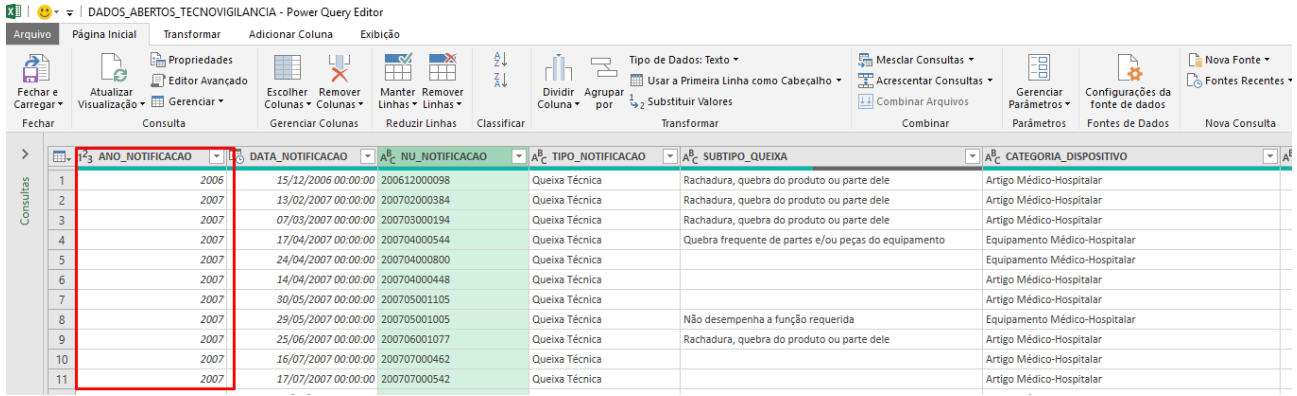 DADOS_ABERTOS_TECNOVIGILANCIA - Power Query Editor
Arquivo Página Inicial Transformar Adicionar Coluna Exibição
Fechar e Carregar
Fechar
Atualizar Visualização
Propriedades
Editor Avançado
Gerenciar
Consulta
Escolher Colunas
Remover Colunas
Gerenciar Colunas
Manter Linhas
Remover Linhas
Reduzir Linhas
Classificar
Dividir Coluna
Agrupar por
Tipo de Dados: Texto
Usar a Primeira Linha como Cabeçalho
Substituir Valores
Transformar
Mesclar Consultas
Acrescentar Consultas
Combinar Arquivos
Combinar
Gerenciar Parâmetros
Parâmetros
Configurações da fonte de dados
Fontes de Dados
Nova Fonte
Fontes Recentes
Nova Consulta
Consultas
ANO_NOTIFICACAO DATA_NOTIFICACAO NU_NOTIFICACAO TIPO_NOTIFICACAO SUBTIPO_QUEIXA CATEGORIA_DISPOSITIVO
1 2006 15/12/2006 00:00:00 200612000098 Queixa Técnica Rachadura, quebra do produto ou parte dele Artigo Médico-Hospitalar
2 2007 13/02/2007 00:00:00 200702000384 Queixa Técnica Rachadura, quebra do produto ou parte dele Artigo Médico-Hospitalar
3 2007 07/03/2007 00:00:00 200703000194 Queixa Técnica Rachadura, quebra do produto ou parte dele Artigo Médico-Hospitalar
4 2007 17/04/2007 00:00:00 200704000544 Queixa Técnica Quebra frequente de partes e/ou peças do equipamento Equipamento Médico-Hospitalar
5 2007 24/04/2007 00:00:00 200704000800 Queixa Técnica Equipamento Médico-Hospitalar
6 2007 14/04/2007 00:00:00 200704000448 Queixa Técnica Artigo Médico-Hospitalar
7 2007 30/05/2007 00:00:00 200705001105 Queixa Técnica Artigo Médico-Hospitalar
8 2007 29/05/2007 00:00:00 200705001005 Queixa Técnica Não desempenha a função requerida Equipamento Médico-Hospitalar
9 2007 25/06/2007 00:00:00 200706001077 Queixa Técnica Rachadura, quebra do produto ou parte dele Artigo Médico-Hospitalar
10 2007 16/07/2007 00:00:00 200707000462 Queixa Técnica Artigo Médico-Hospitalar
11 2007 17/07/2007 00:00:00 200707000542 Queixa Técnica Artigo Médico-Hospitalar